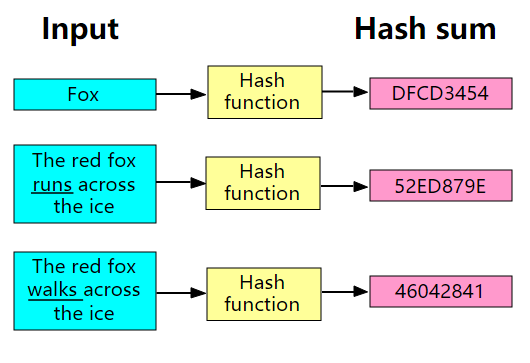 Input
Hash sum
Fox
Hash
function
DFCD3454
The red fox
runs across
the ice
Hash
function
52ED879E
The red fox
walks across
the ice
Hash
function
46042841